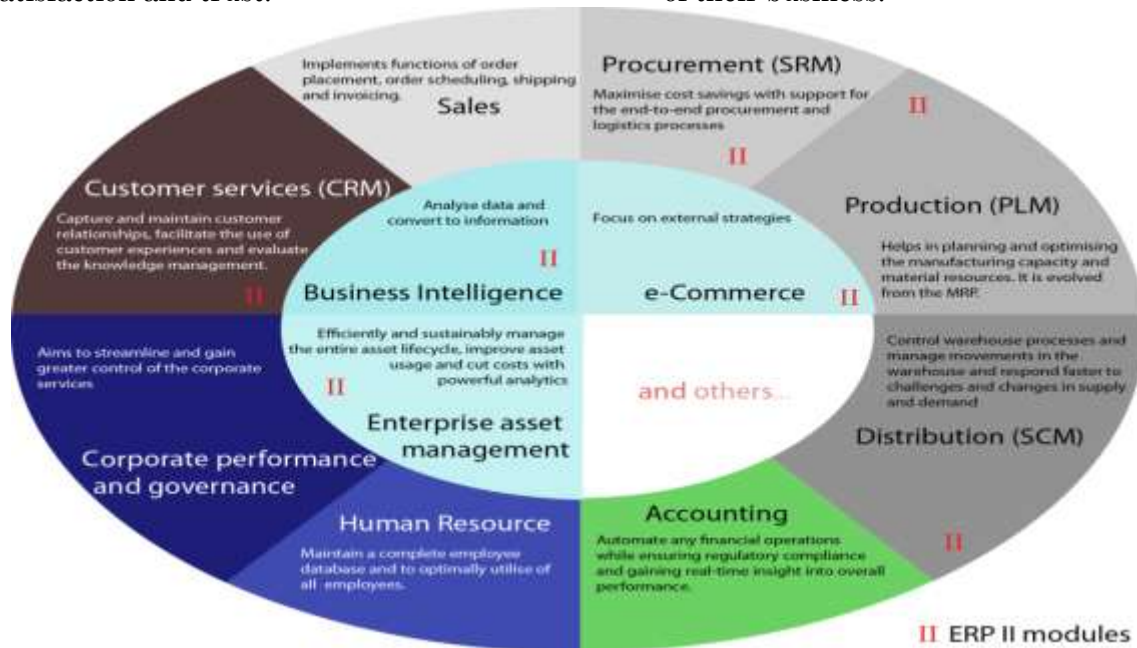 Implements functions of order
placement, order scheduling, shipping
and invoicing.
Sales
Procurement (SRM)
Maximise cost savings with support for
the end-to-end procurement and
logistics processes
II
II
Customer services (CRM)
Capture and maintain customer
relationships, facilitate the use of
customer experiences and evaluate
the knowledge management.
II
Analyse data and
convert to information
II
Business Intelligence
Focus on external strategies
e-Commerce
II
Production (PLM)
Helps in planning and optimising
the manufacturing capacity and
material resources. It is evolved
from the MRP.
Aims to streamline and gain
greater control of the corporate
services
Corporate performance
and governance
Efficiently and sustainably manage
the entire asset lifecycle, improve asset
usage and cut costs with
powerful analytics
II
Enterprise asset
management
and others...
Control warehouse processes and
manage movements in the
warehouse and respond faster to
challenges and changes in supply
and demand
Distribution (SCM)
II
Human Resource
Maintain a complete employee
database and to optimally utilise of
all employees.
Accounting
Automate any financial operations
while ensuring regulatory compliance
and gaining real-time insight into overall
performance.
II ERP II modules